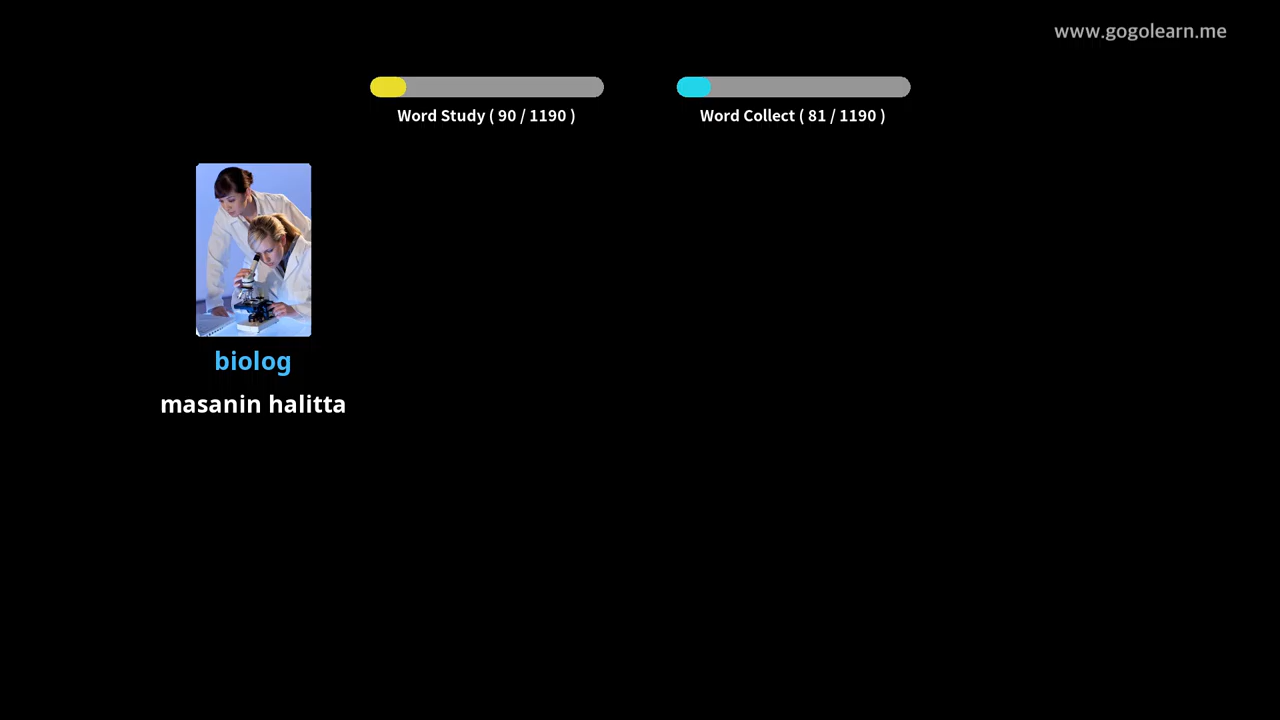 www.gogolearn.me
Word Study ( 90 / 1190 )
Word Collect ( 81 / 1190 )
biolog
masanin halitta